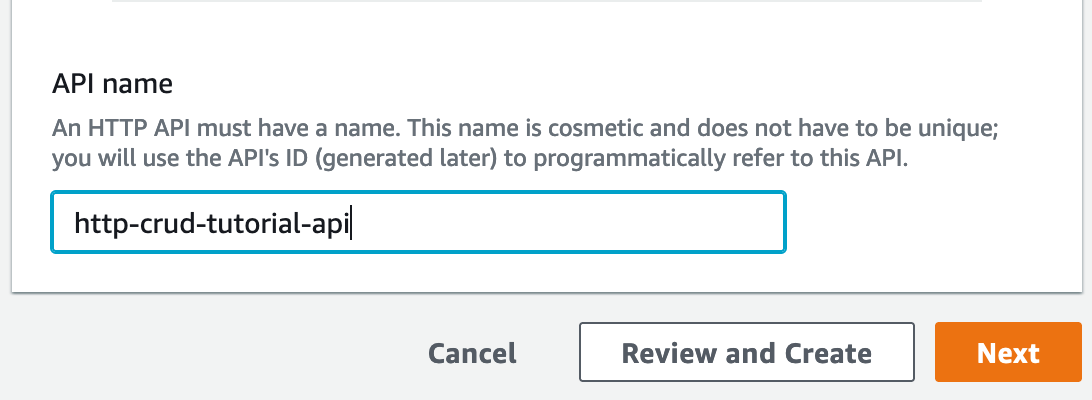 API name
An HTTP API must have a name. This name is cosmetic and does not have to be unique;
you will use the API's ID (generated later) to programmatically refer to this API.
http-crud-tutorial-api
Cancel Review and Create Next